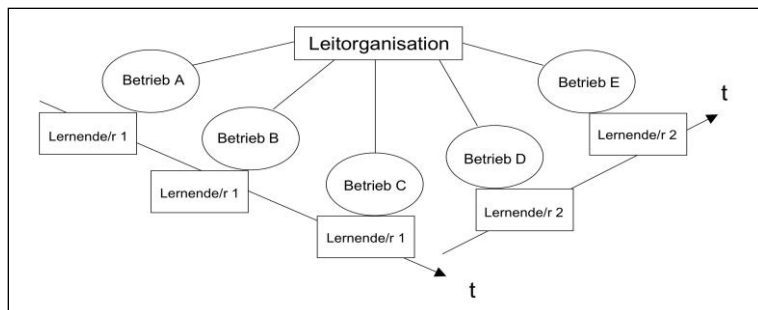 Leitorganisation
Betrieb A
Betrieb E
t
Lernende/r 1
Betrieb B
Lernende/r 2
Betrieb D
Lernende/r 1
Betrieb C
Lernende/r 2
Lernende/r 1
t